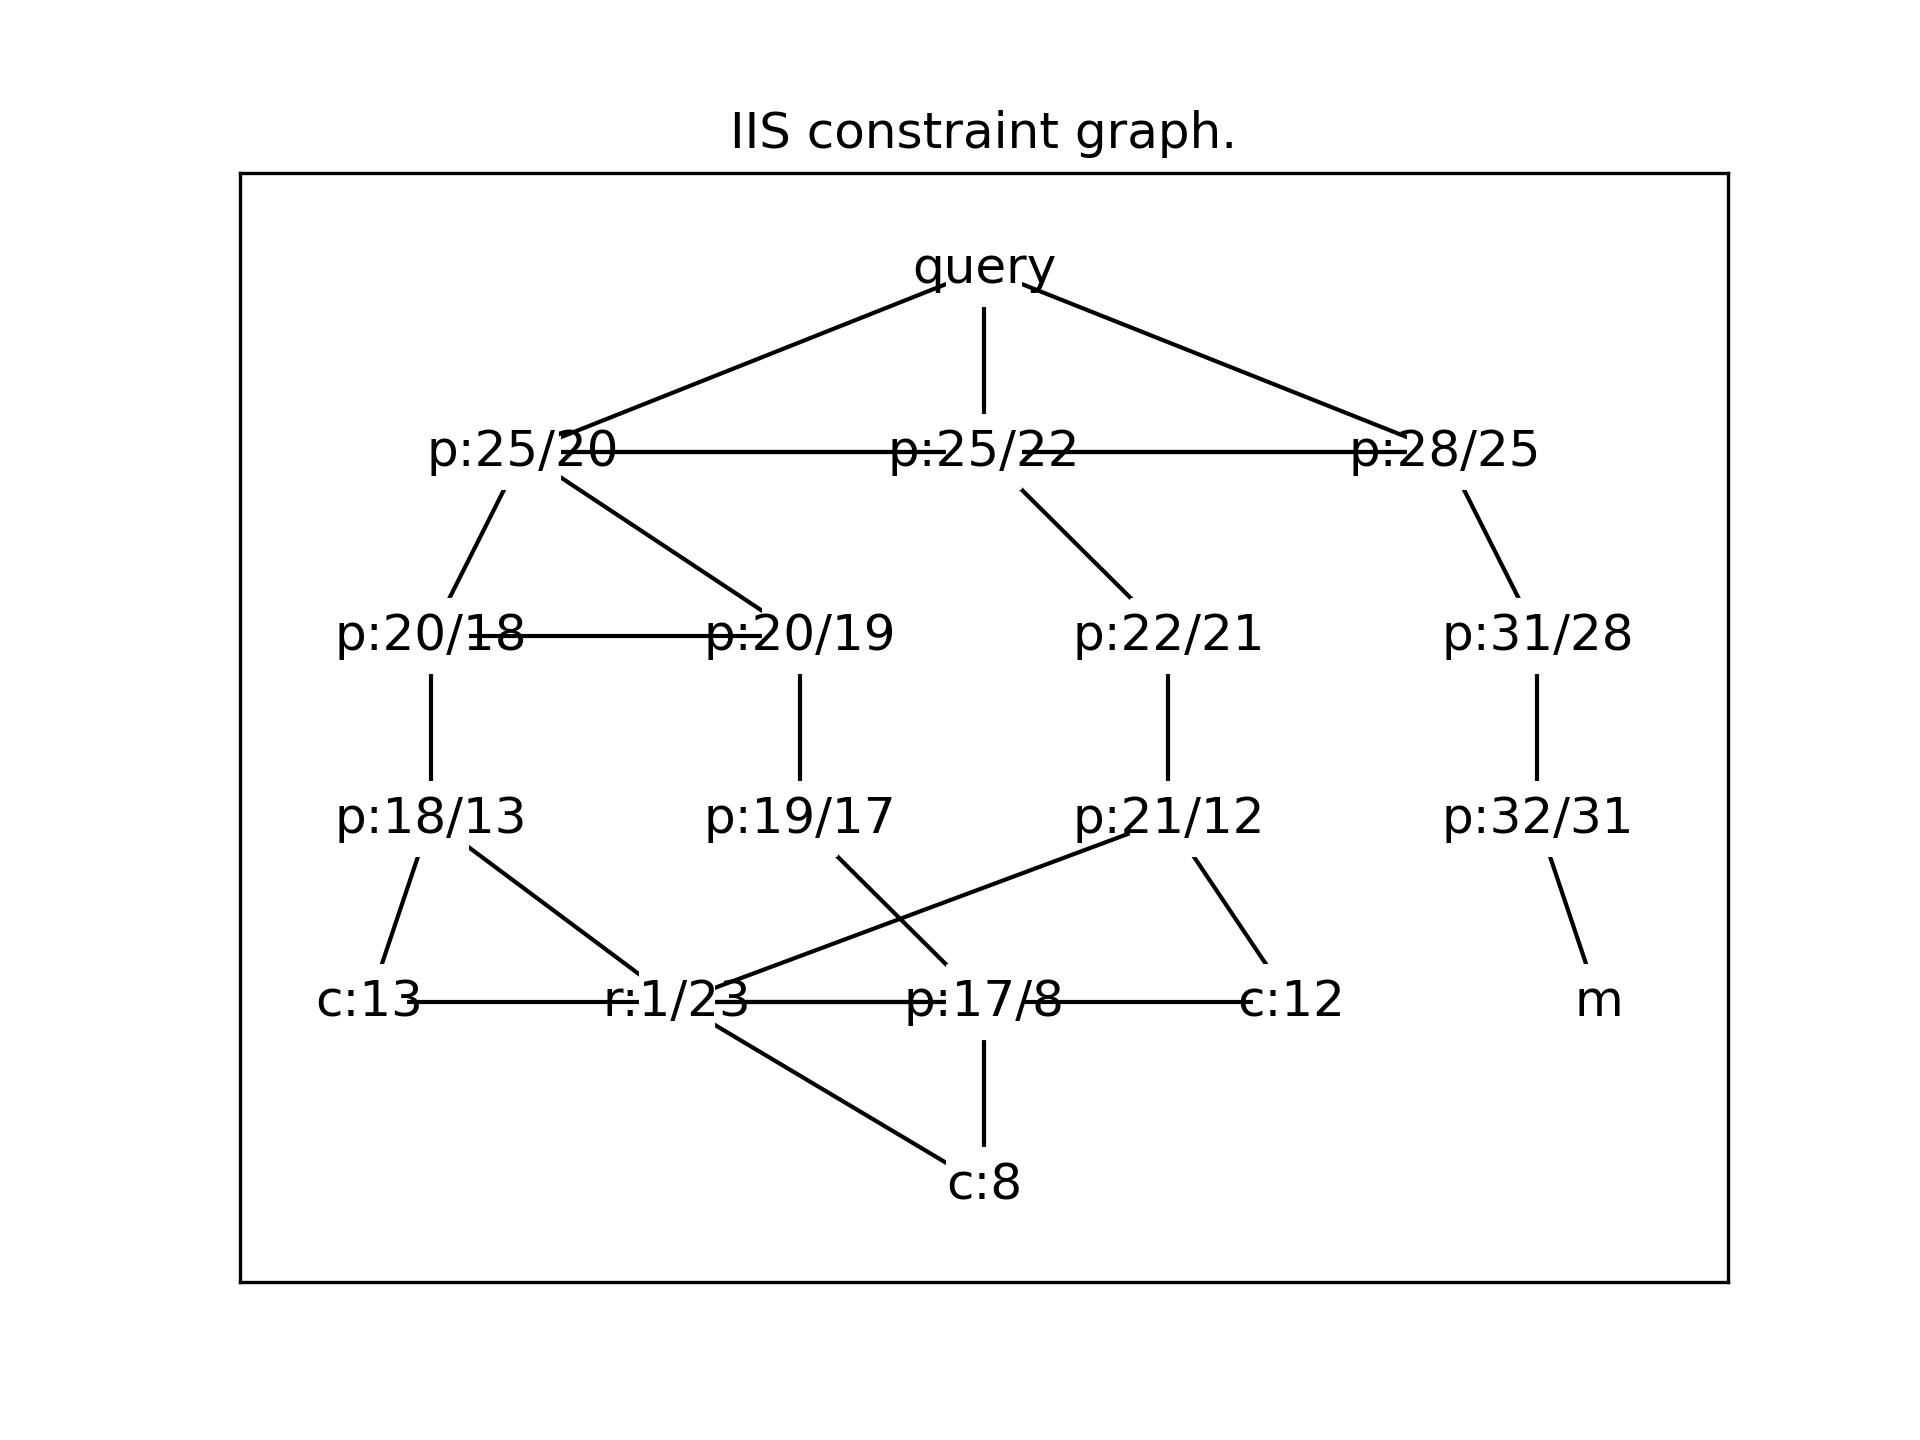 IIS constraint graph.
query
p:25/20 p:25/22 p:28/25
p:20/18 p:20/19 p:22/21 p:31/28
p:18/13 p:19/17 p:21/12 p:32/31
c:13 r:1/23 p:17/8 c:12 m
c:8